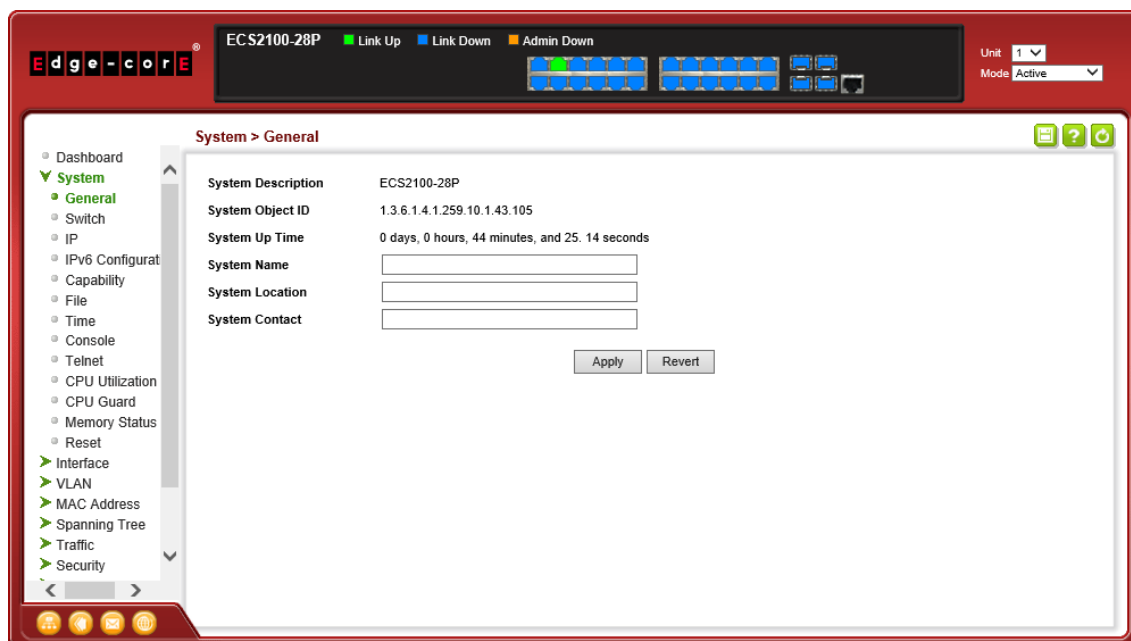 Edge-corE®
ECS2100-28P Link Up Link Down Admin Down
Unit 1
Mode Active
System > General
?
Dashboard
System
General
Switch
IP
IPv6 Configurat
Capability
File
Time
Console
Telnet
CPU Utilization
CPU Guard
Memory Status
Reset
Interface
VLAN
MAC Address
Spanning Tree
Traffic
Security
System Description ECS2100-28P
System Object ID 1.3.6.1.4.1.259.10.1.43.105
System Up Time 0 days, 0 hours, 44 minutes, and 25. 14 seconds
System Name
System Location
System Contact
Apply Revert